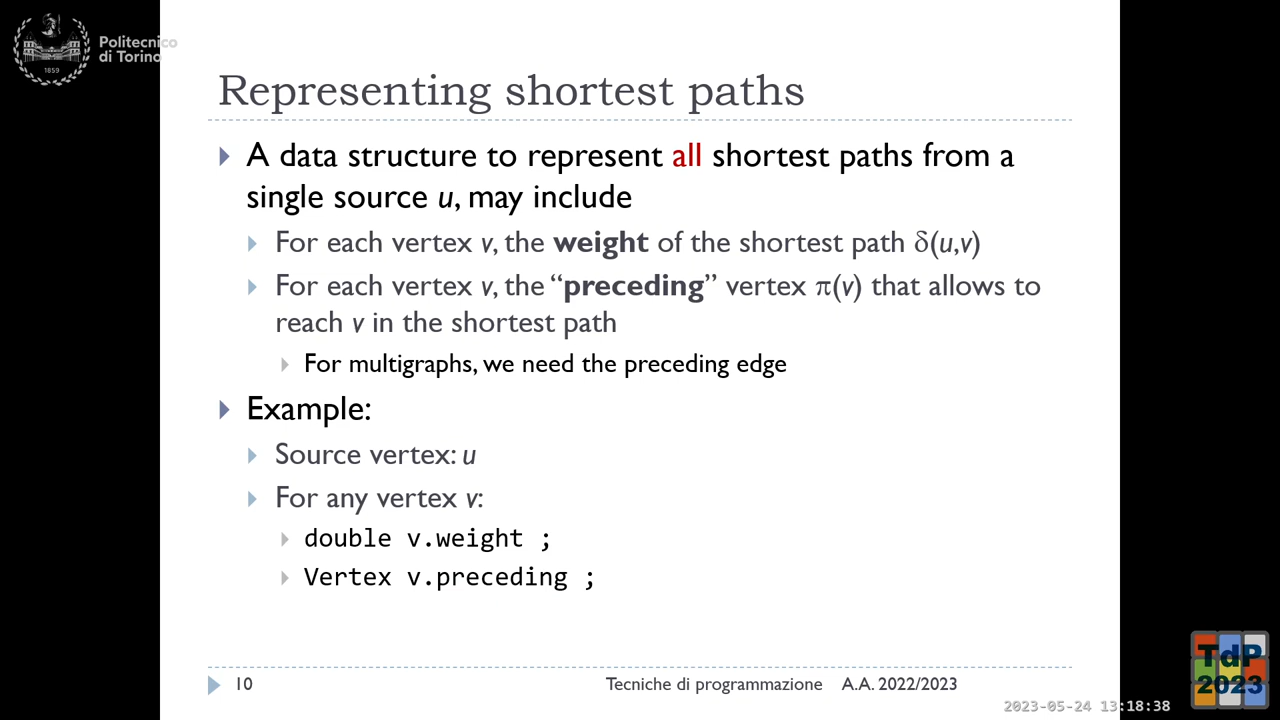 Politecnico
di Torino
1859
Representing shortest paths
A data structure to represent all shortest paths from a
single source u, may include
For each vertex v, the weight of the shortest path δ(u,v)
For each vertex v, the “preceding” vertex π(v) that allows to
reach v in the shortest path
For multigraphs, we need the preceding edge
Example:
Source vertex: u
For any vertex v:
double v.weight ;
Vertex v.preceding ;
10
Tecniche di programmazione A.A. 2022/2023
TdP
2023
2023-05-24 13:18:38